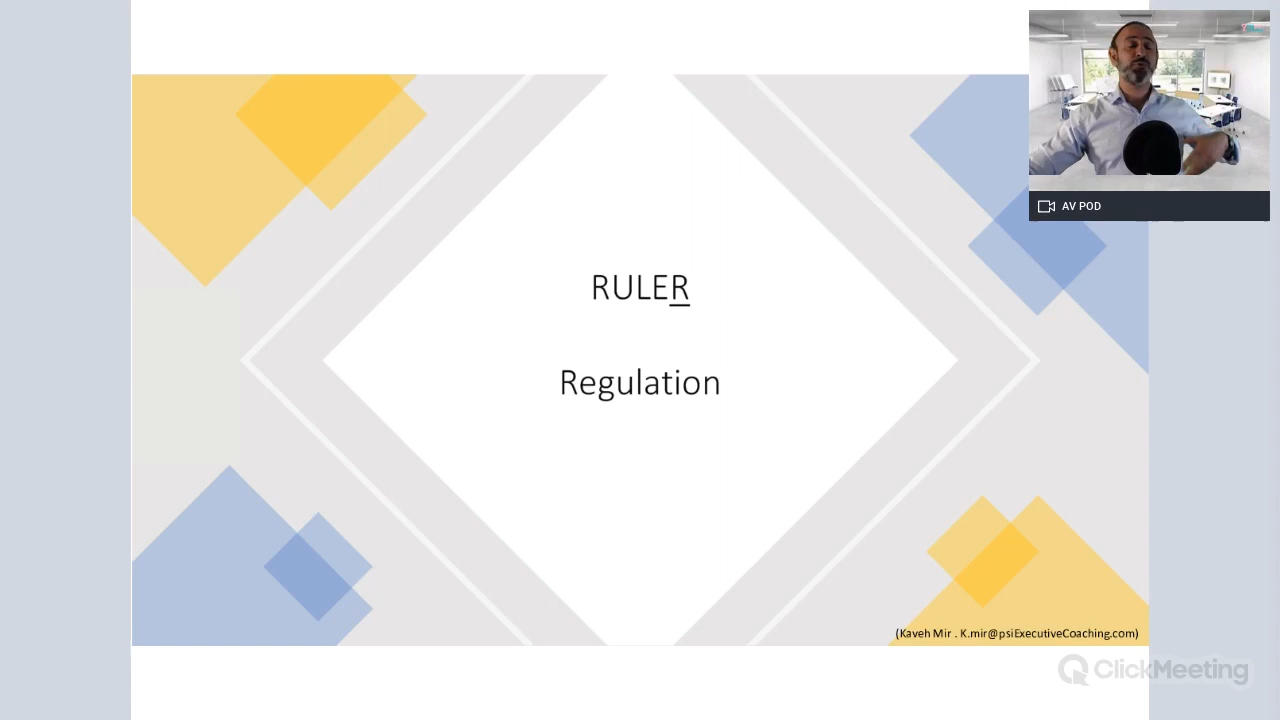 AV POD
RULER
Regulation
(Kaveh Mir . K.mir@psiExecutiveCoaching.com)
ClickMeeting